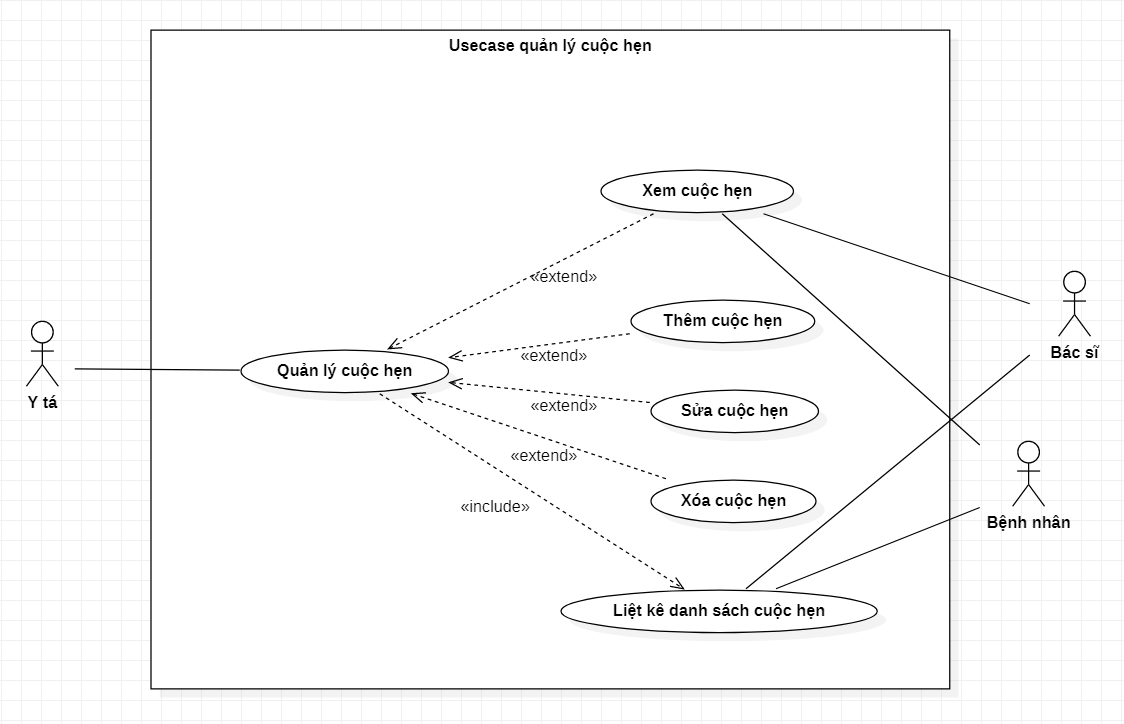 Usecase quản lý cuộc hẹn
Xem cuộc hẹn
«extend»
Thêm cuộc hẹn
«extend»
Bác sĩ
Quản lý cuộc hẹn
Y tá
«extend»
Sửa cuộc hẹn
«extend»
Xóa cuộc hẹn
«include»
Bệnh nhân
Liệt kê danh sách cuộc hẹn